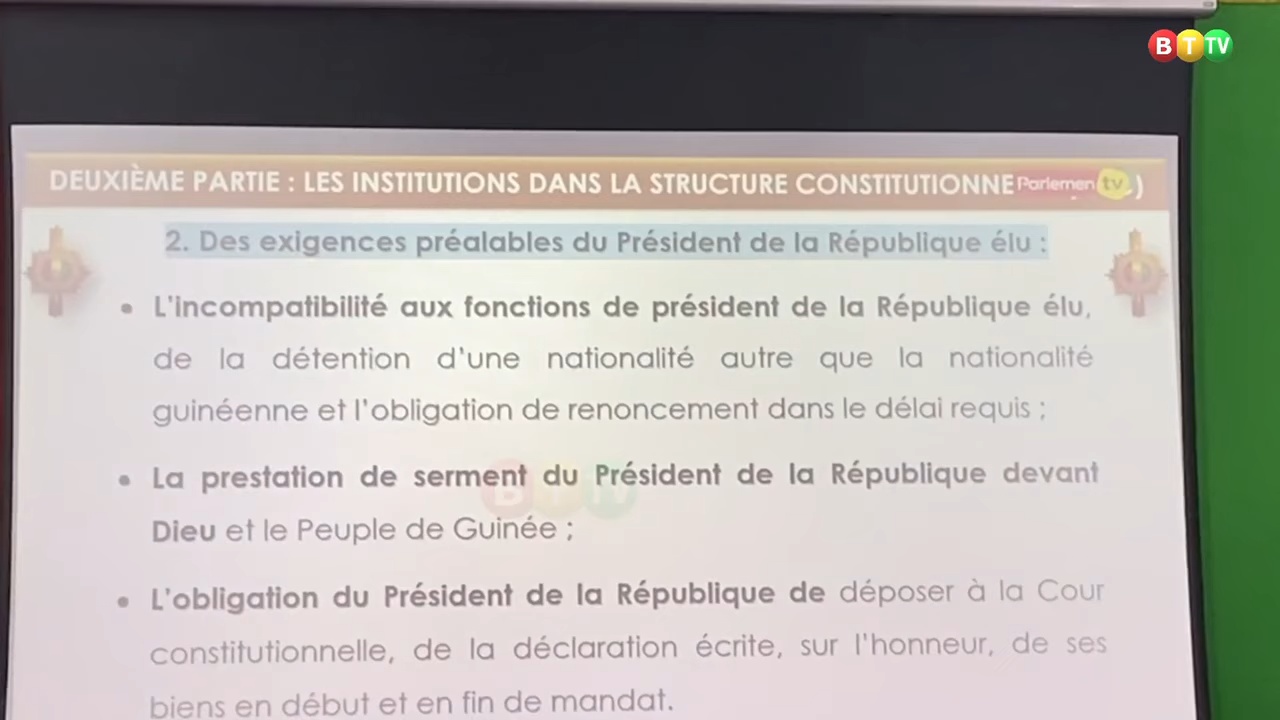 BTTV
DEUXIÈME PARTIE : LES INSTITUTIONS DANS LA STRUCTURE CONSTITUTIONNE
Parlemen tv
2. Des exigences préalables du Président de la République élu :
• L'incompatibilité aux fonctions de président de la République élu,
de la détention d'une nationalité autre que la nationalité
guinéenne et l'obligation de renoncement dans le délai requis ;
• La prestation de serment du Président de la République devant
Dieu et le Peuple de Guinée ;
BTTV
• L'obligation du Président de la République de déposer à la Cour
constitutionnelle, de la déclaration écrite, sur l'honneur, de ses
biens en début et en fin de mandat.